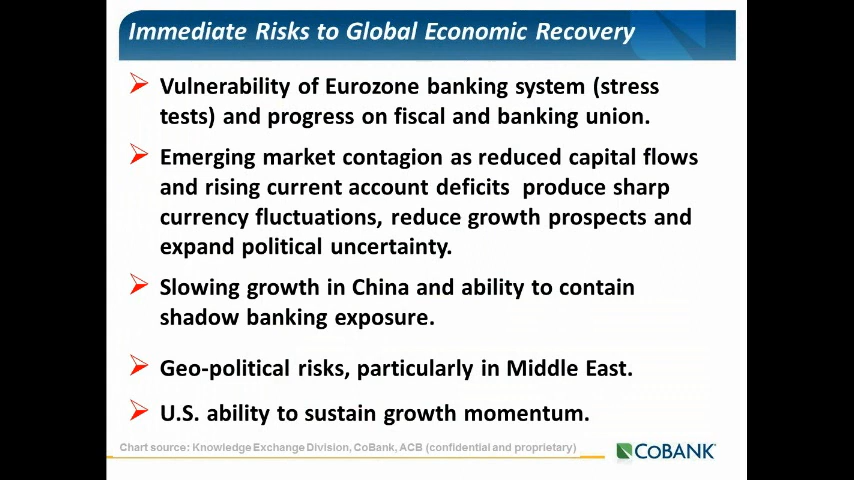 Immediate Risks to Global Economic Recovery
Vulnerability of Eurozone banking system (stress
tests) and progress on fiscal and banking union.
Emerging market contagion as reduced capital flows
and rising current account deficits produce sharp
currency fluctuations, reduce growth prospects and
expand political uncertainty.
Slowing growth in China and ability to contain
shadow banking exposure.
Geo-political risks, particularly in Middle East.
U.S. ability to sustain growth momentum.
Chart source: Knowledge Exchange Division, CoBank, ACB (confidential and proprietary)
COBANK